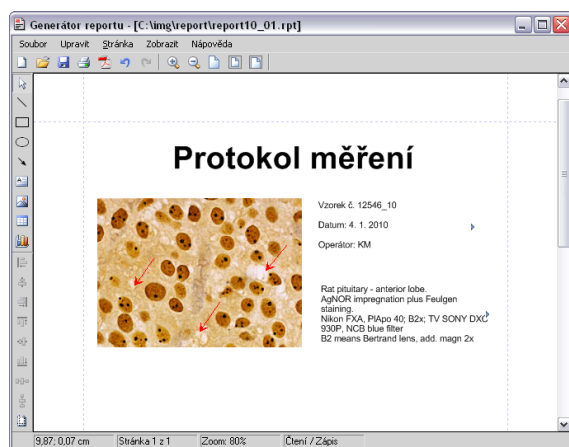 Generátor reportu - [C:\img\report\report10_01.rpt]
Soubor Upravit Stránka Zobrazit Nápověda
Protokol měření
Vzorek č. 12546_10
Datum: 4. 1. 2010
Operátor: KM
Rat pituitary - anterior lobe.
AgNOR impregnation plus Feulgen
staining.
Nikon FXA, PlApo 40; B2x; TV SONY DXC
930P, NCB blue filter
B2 means Bertrand lens, add. magn 2x
9,87; 0,07 cm Stránka 1 z 1 Zoom: 80% Čtení / Zápis